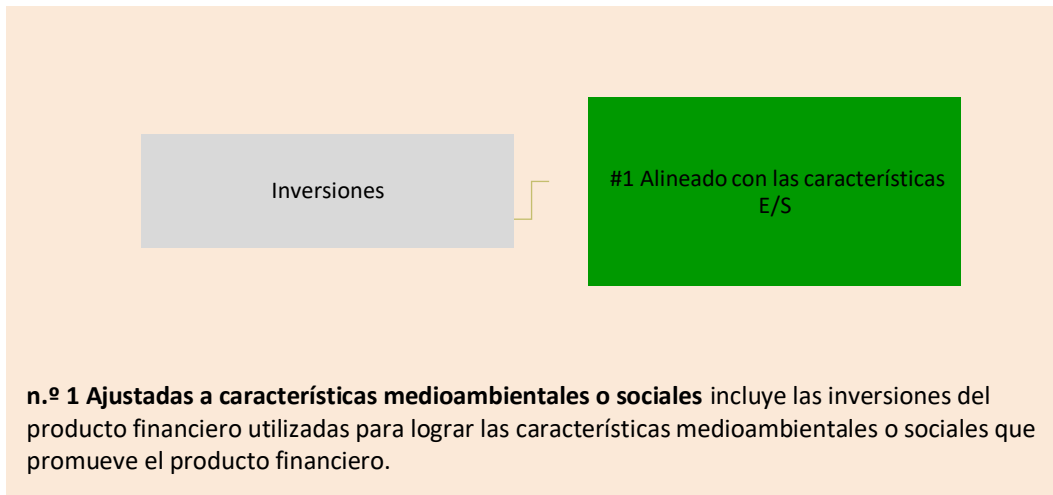 Inversiones
#1 Alineado con las características
E/S
n.º 1 Ajustadas a características medioambientales o sociales incluye las inversiones del
producto financiero utilizadas para lograr las características medioambientales o sociales que
promueve el producto financiero.